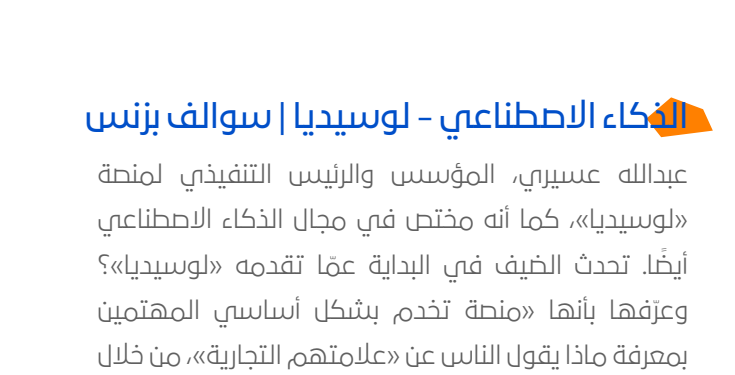 الذكاء الاصطناعي - لوسيديا | سوالف بزنس
عبدالله عسيري، المؤسس والرئيس التنفيذي لمنصة
«لوسيديا»، كما أنه مختص في مجال الذكاء الاصطناعي
أيضًا. تحدث الضيف في البداية عمّا تقدمه «لوسيديا»؟
وعرّفها بأنها «منصة تخدم بشكل أساسي المهتمين
بمعرفة ماذا يقول الناس عن «علامتهم التجارية»، من خلال